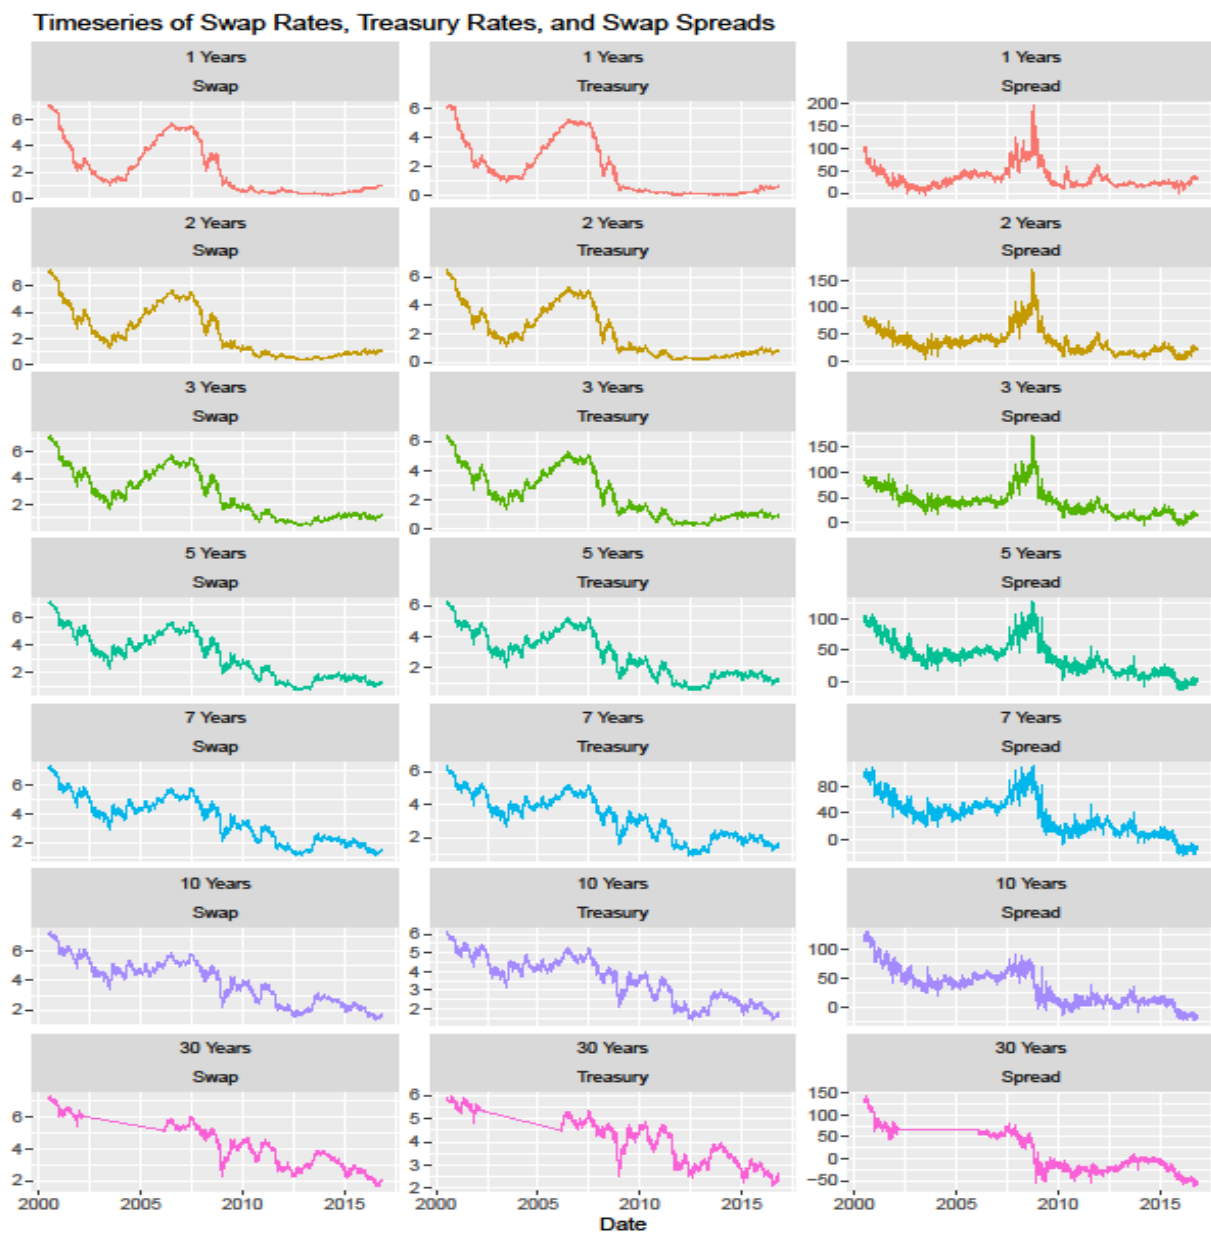 Timeseries of Swap Rates, Treasury Rates, and Swap Spreads
1 Years 1 Years 1 Years
Swap Treasury Spread
6 4 2 0
6 4 2 0
200 150 100 50 0
2 Years 2 Years 2 Years
Swap Treasury Spread
6 4 2 0
6 4 2 0
150 100 50 0
3 Years 3 Years 3 Years
Swap Treasury Spread
6 4 2
6 4 2 0
150 100 50 0
5 Years 5 Years 5 Years
Swap Treasury Spread
6 4 2
6 4 2
100 50 0
7 Years 7 Years 7 Years
Swap Treasury Spread
6 4 2
6 4 2
80 40 0
10 Years 10 Years 10 Years
Swap Treasury Spread
6 4 2
6 5 4 3 2
100 50 0
30 Years 30 Years 30 Years
Swap Treasury Spread
6 4 2
6 5 4 3 2
150 100 50 0 −50
2000 2005 2010 2015 2000 2005 2010 2015 2000 2005 2010 2015
Date